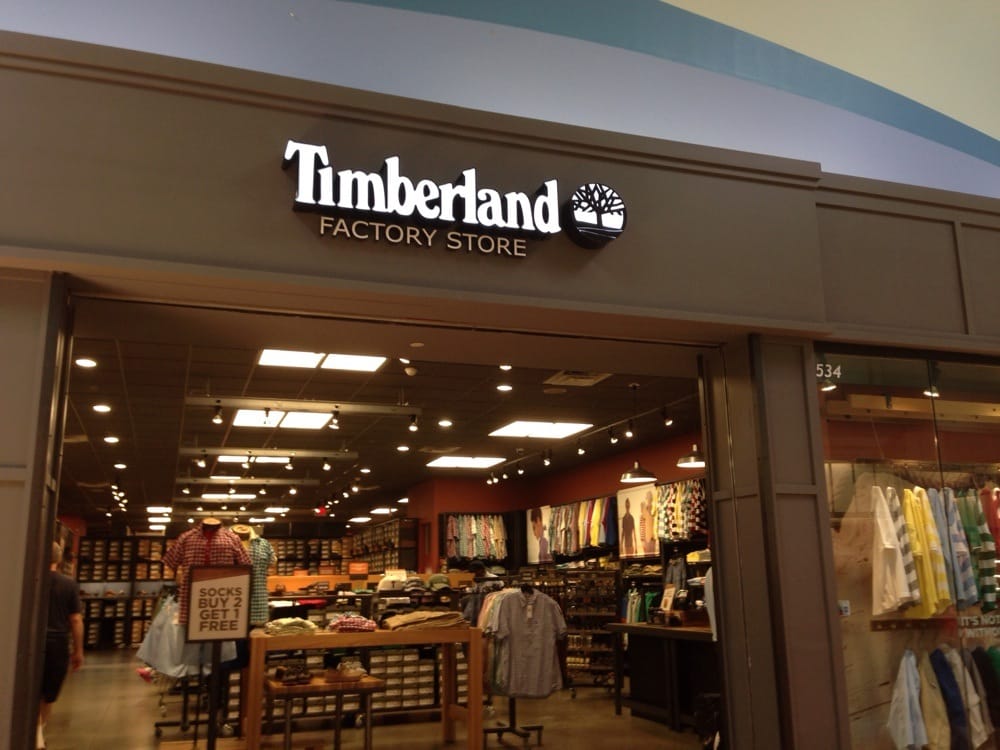 Timberland
FACTORY STORE
534
SOCKS
BUY 2
GET 1
FREE
IT'S NOT